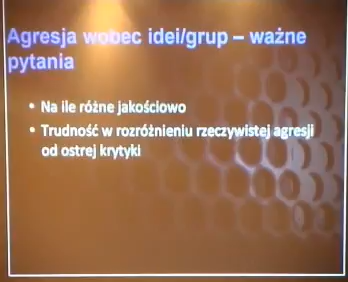 Agresja wobec idei/grup – ważne
pytania
• Na ile różne jakościowo
• Trudność w rozróżnieniu rzeczywistej agresji
od ostrej krytyki